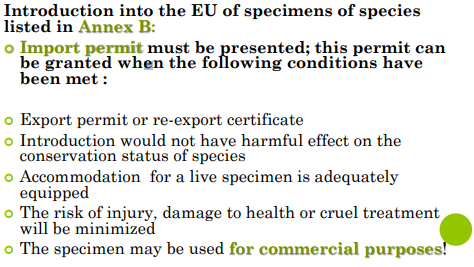 Introduction into the EU of specimens of species
listed in Annex B:
Import permit must be presented; this permit can
be granted when the following conditions have
been met :
Export permit or re-export certificate
Introduction would not have harmful effect on the
conservation status of species
Accommodation for a live specimen is adequately
equipped
The risk of injury, damage to health or cruel treatment
will be minimized
The specimen may be used for commercial purposes!